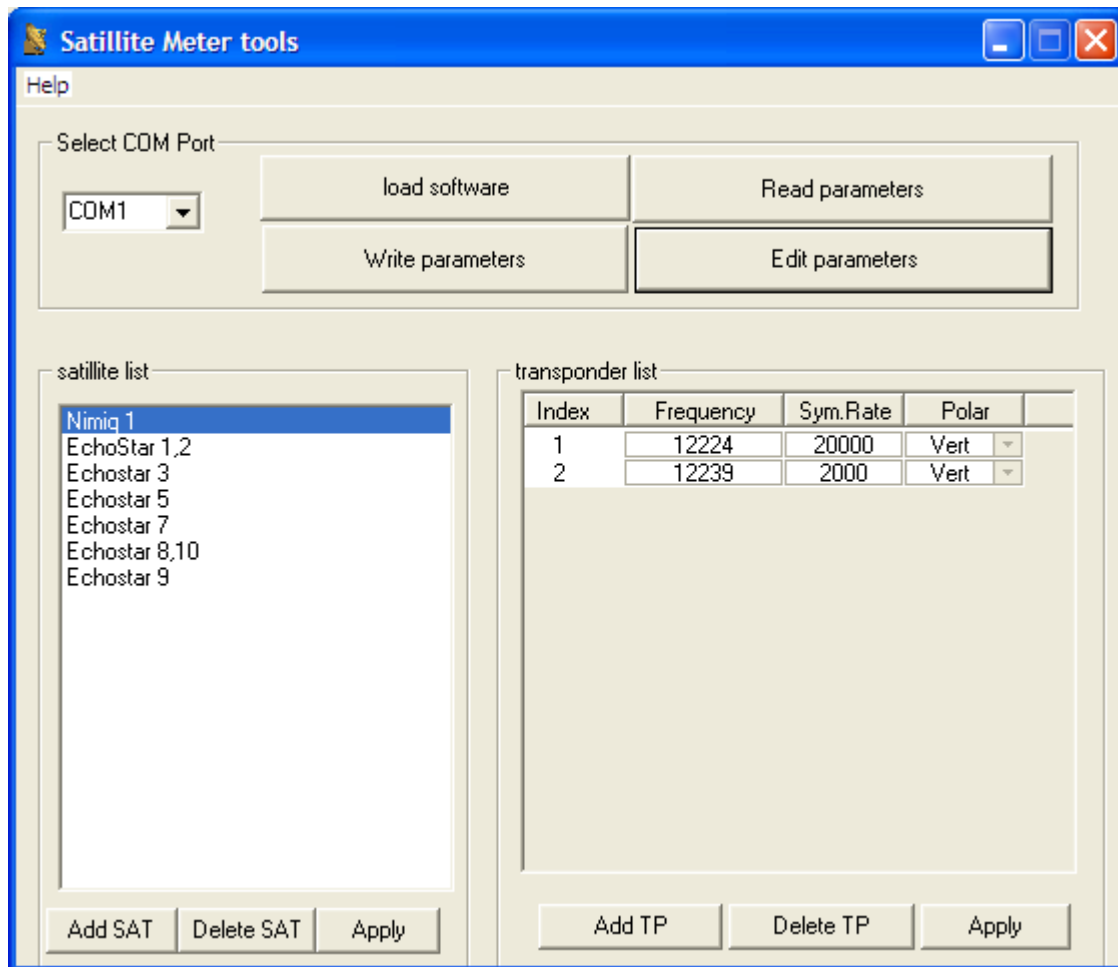 Satillite Meter tools
Help
Select COM Port
COM1
load software
Read parameters
Write parameters
Edit parameters
satillite list
Nimiq 1
EchoStar 1,2
Echostar 3
Echostar 5
Echostar 7
Echostar 8,10
Echostar 9
Add SAT Delete SAT Apply
transponder list
Index Frequency Sym.Rate Polar
1 12224 20000 Vert
2 12239 2000 Vert
Add TP Delete TP Apply